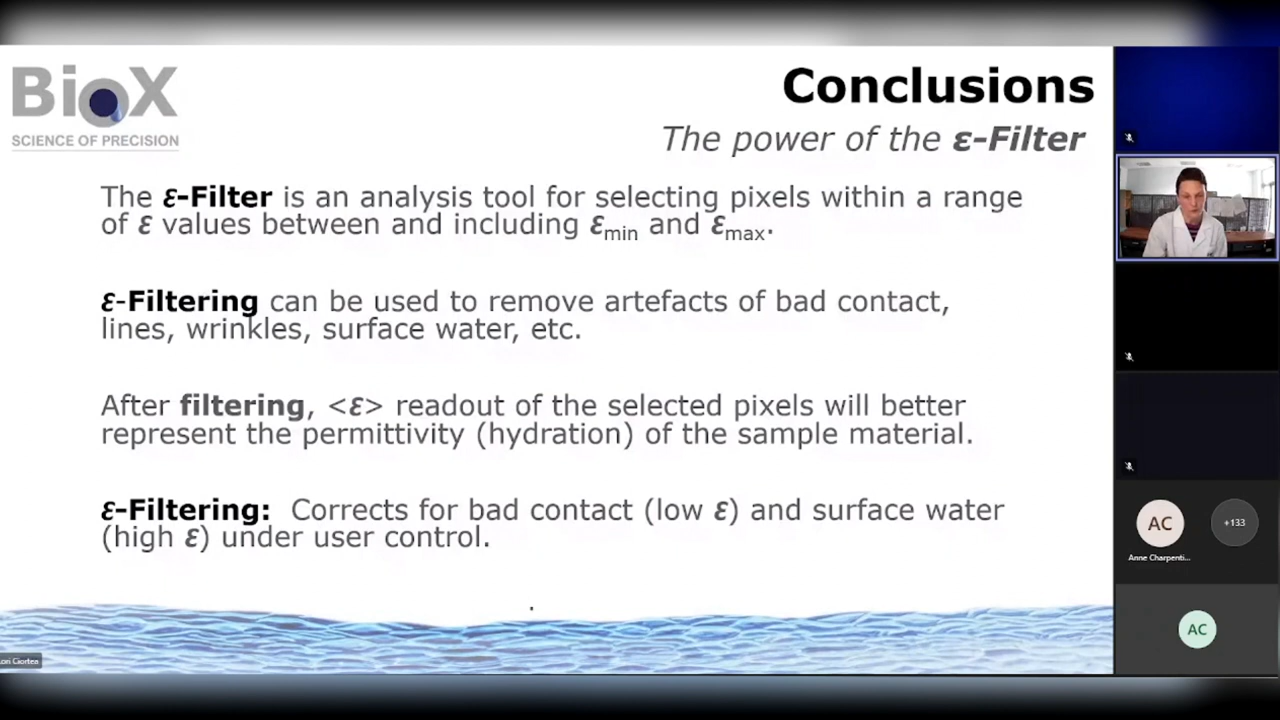 BioX
SCIENCE OF PRECISION
Conclusions
The power of the ε-Filter
The ε-Filter is an analysis tool for selecting pixels within a range
of ε values between and including εmin and εmax.
ε-Filtering can be used to remove artefacts of bad contact,
lines, wrinkles, surface water, etc.
After filtering, <ε> readout of the selected pixels will better
represent the permittivity (hydration) of the sample material.
ε-Filtering: Corrects for bad contact (low ε) and surface water
(high ε) under user control.
.
AC
+133
Anne Charpenti...
AC
Ciortea